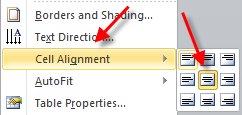 Borders and Shading...
Text Direction...
Cell Alignment
AutoFit
Table Properties...